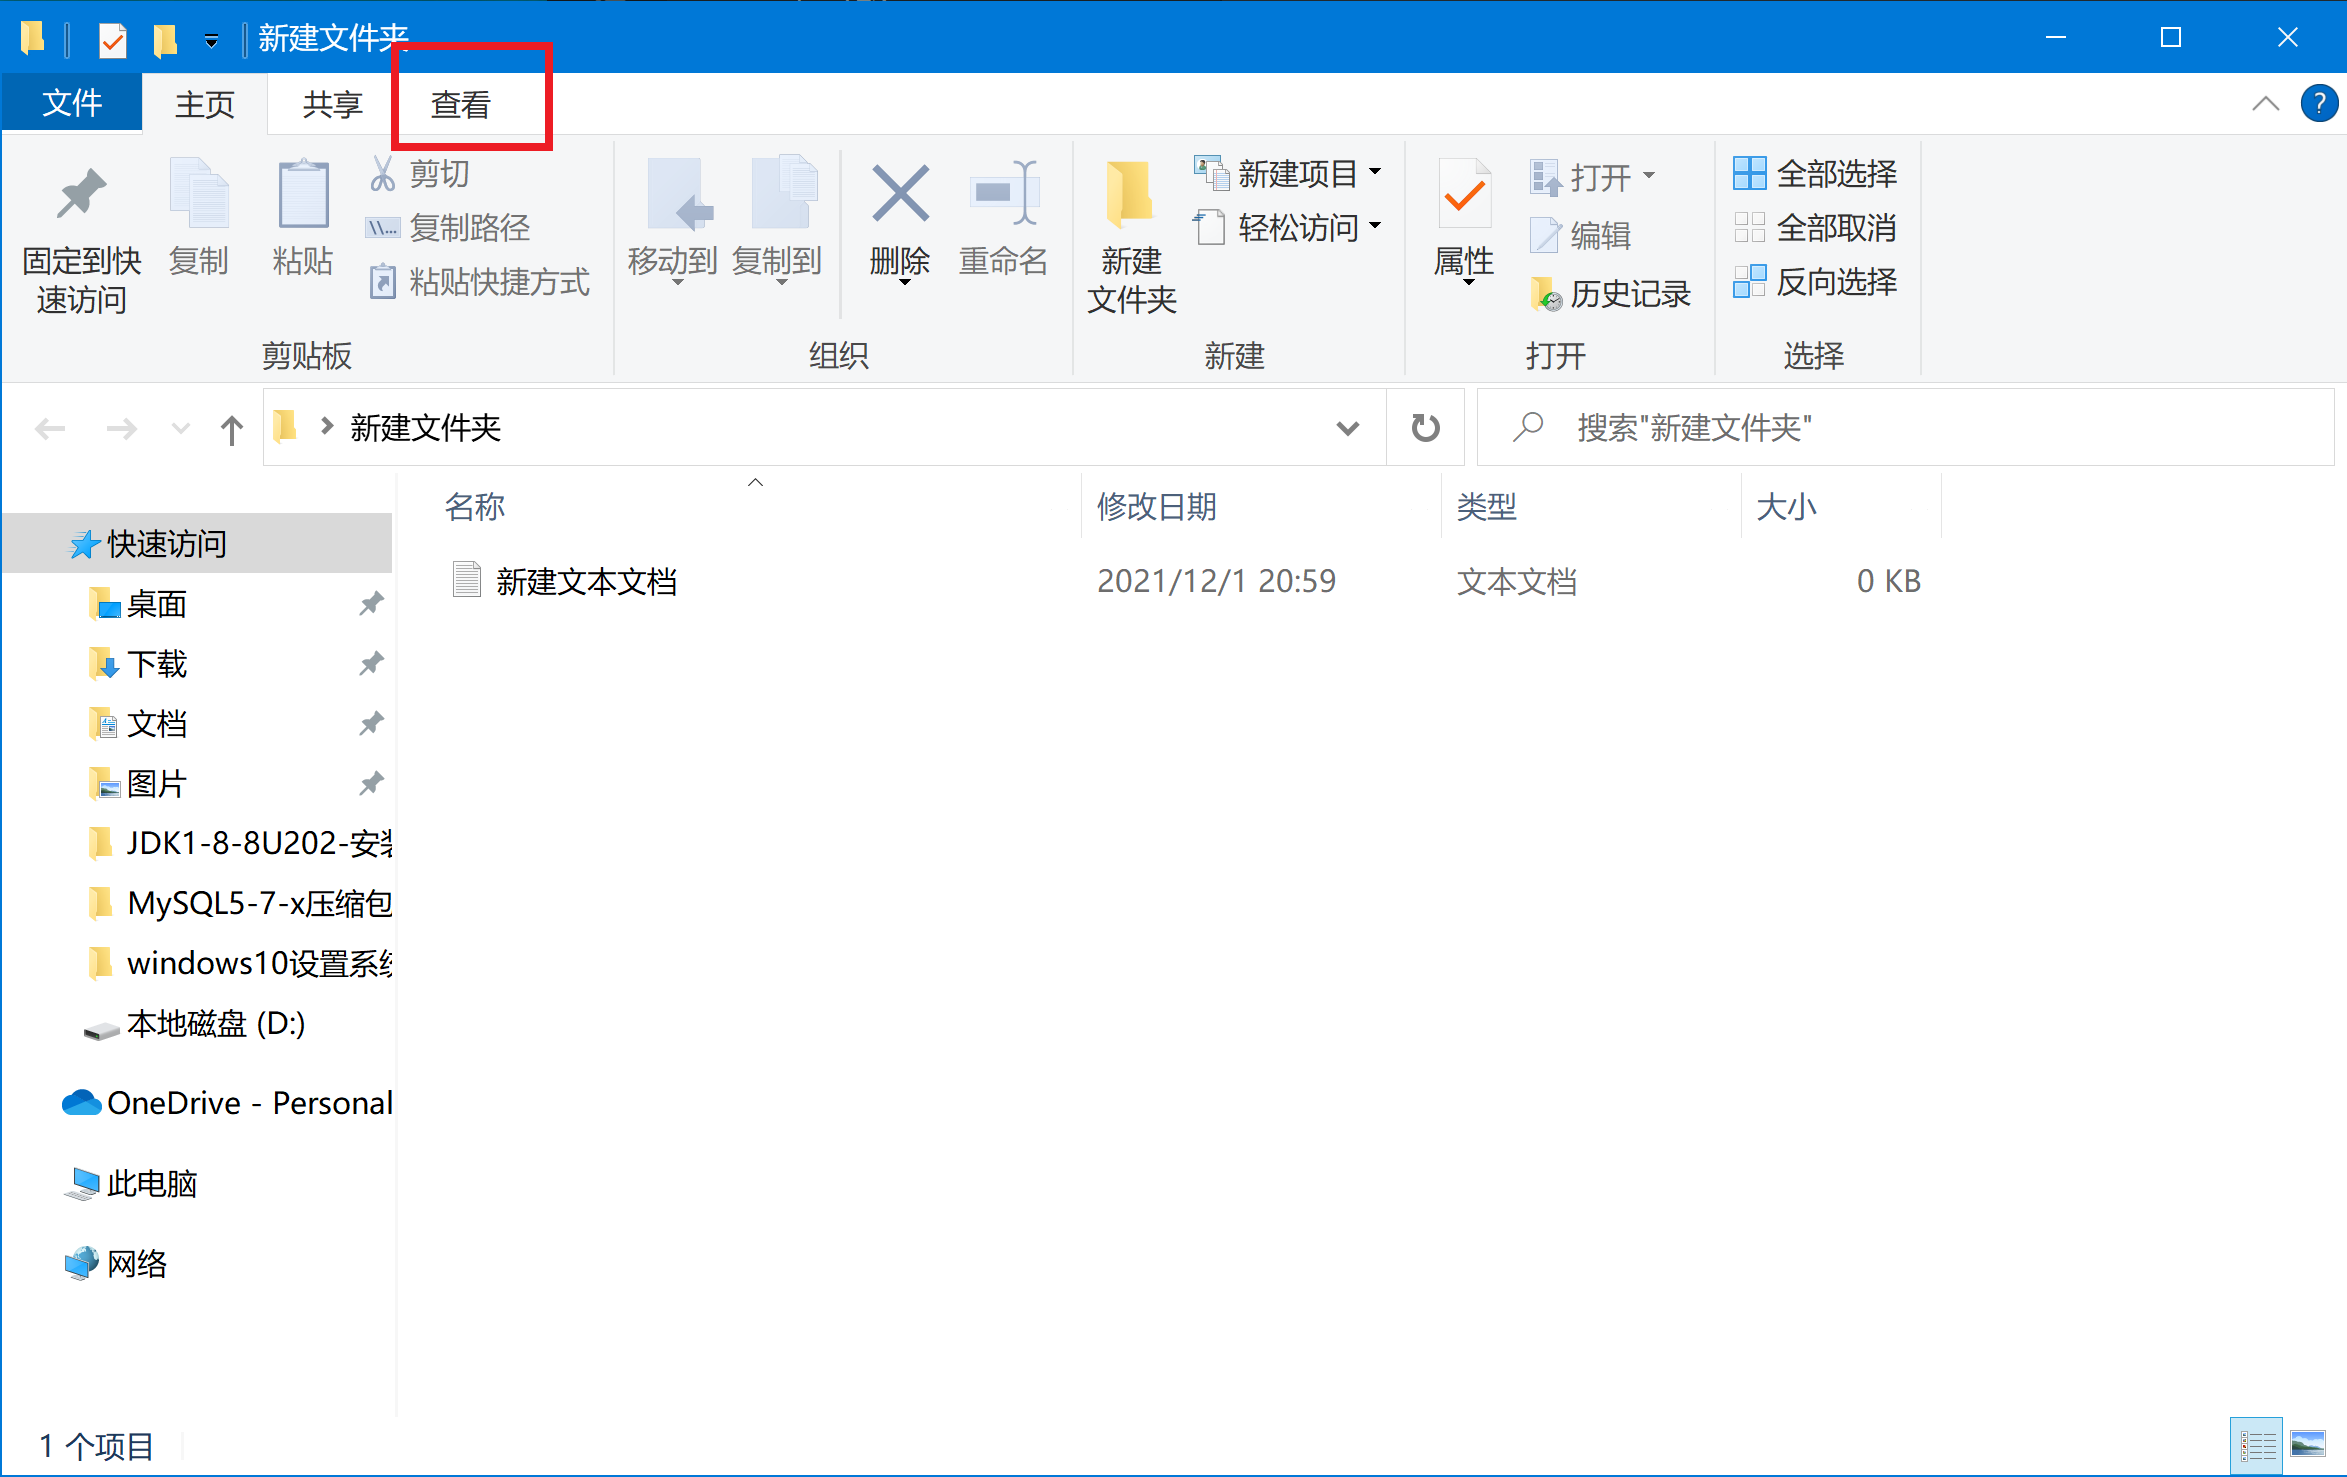 新建文件夹
文件 主页 共享 查看
固定到快
速访问
复制
粘贴
剪切
复制路径
粘贴快捷方式
剪贴板
移动到
复制到
删除
重命名
组织
新建
文件夹
新建项目
轻松访问
新建
属性
打开
编辑
历史记录
打开
全部选择
全部取消
反向选择
选择
新建文件夹
搜索"新建文件夹"
名称 修改日期 类型 大小
新建文本文档 2021/12/1 20:59 文本文档 0 KB
快速访问
桌面
下载
文档
图片
JDK1-8-8U202-安装
MySQL5-7-x压缩包
windows10设置系统
本地磁盘 (D:)
OneDrive - Personal
此电脑
网络
1 个项目